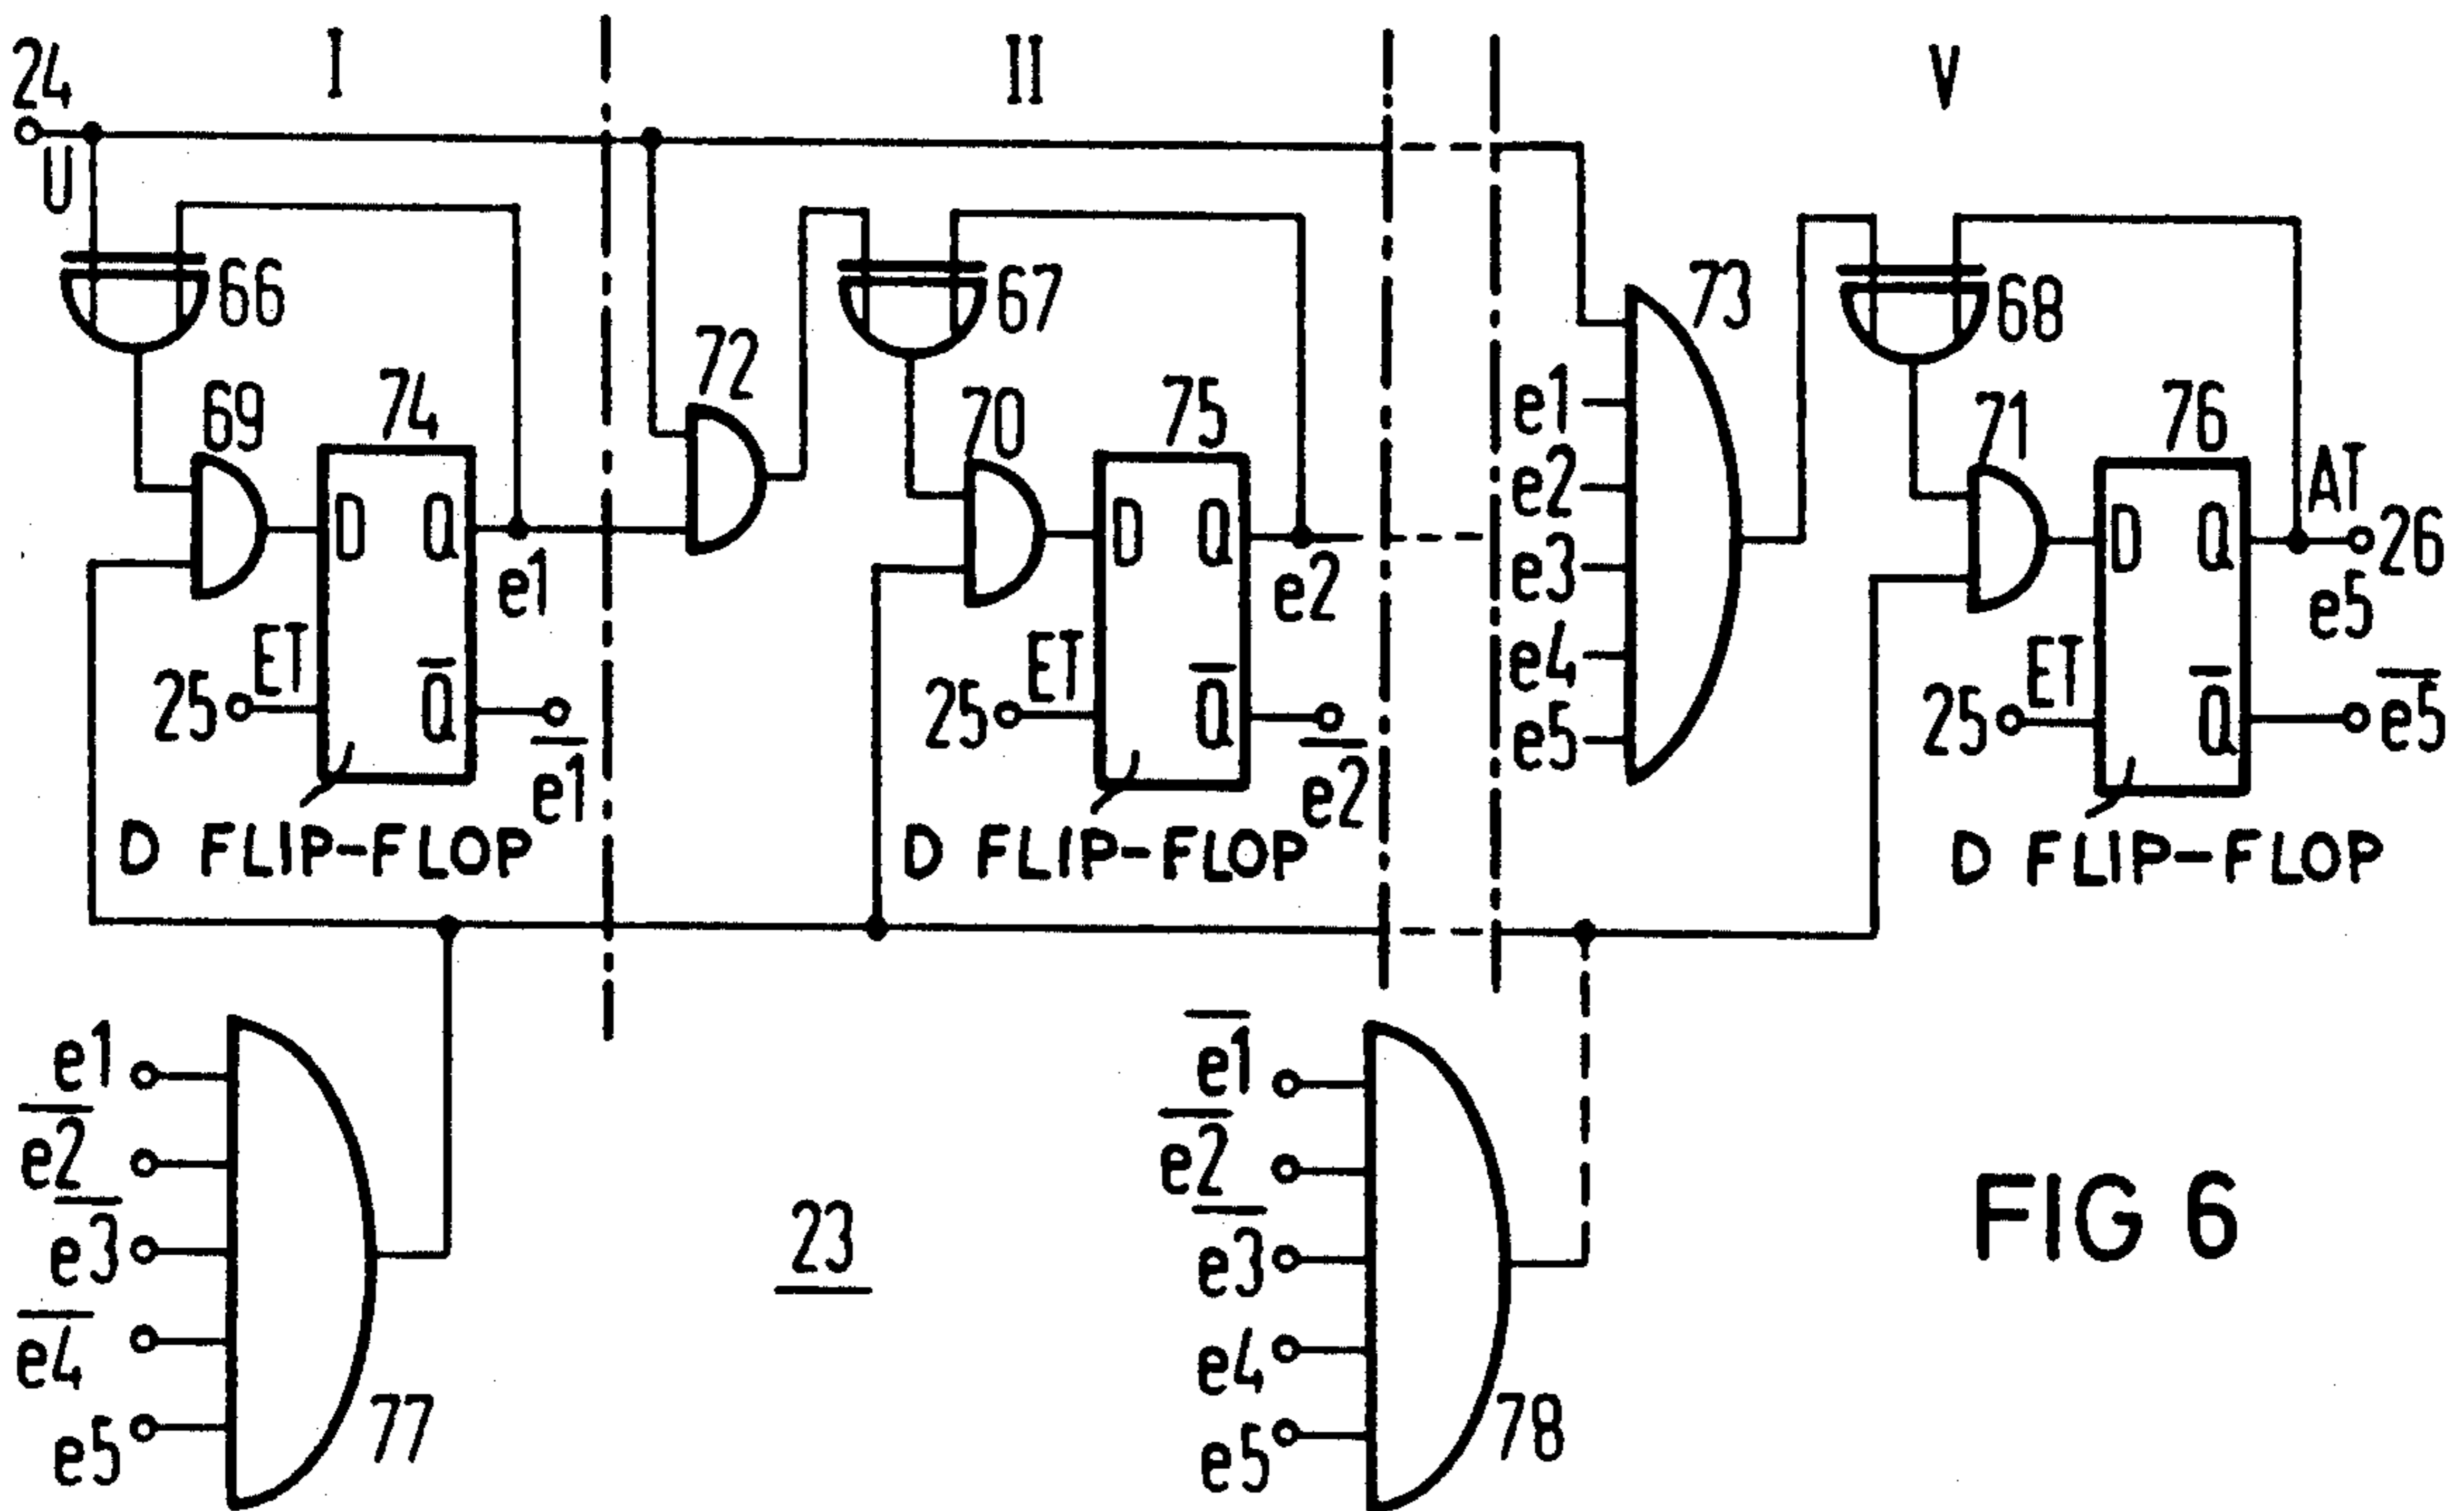 I
II
V
24
U
66
67
68
72
73
69
74
70
75
71
76
D Q
D Q
D Q
AT
26
e1
e2
e5
e1
e2
e3
e4
e5
ET
25
Q̅
e̅1̅
ET
25
Q̅
e̅2̅
ET
25
Q̅
e̅5̅
D FLIP-FLOP
D FLIP-FLOP
D FLIP-FLOP
e1
e̅2̅
e̅3̅
e̅4̅
e5
77
23
e̅1̅
e̅2̅
e̅3̅
e4
e5
78
FIG 6